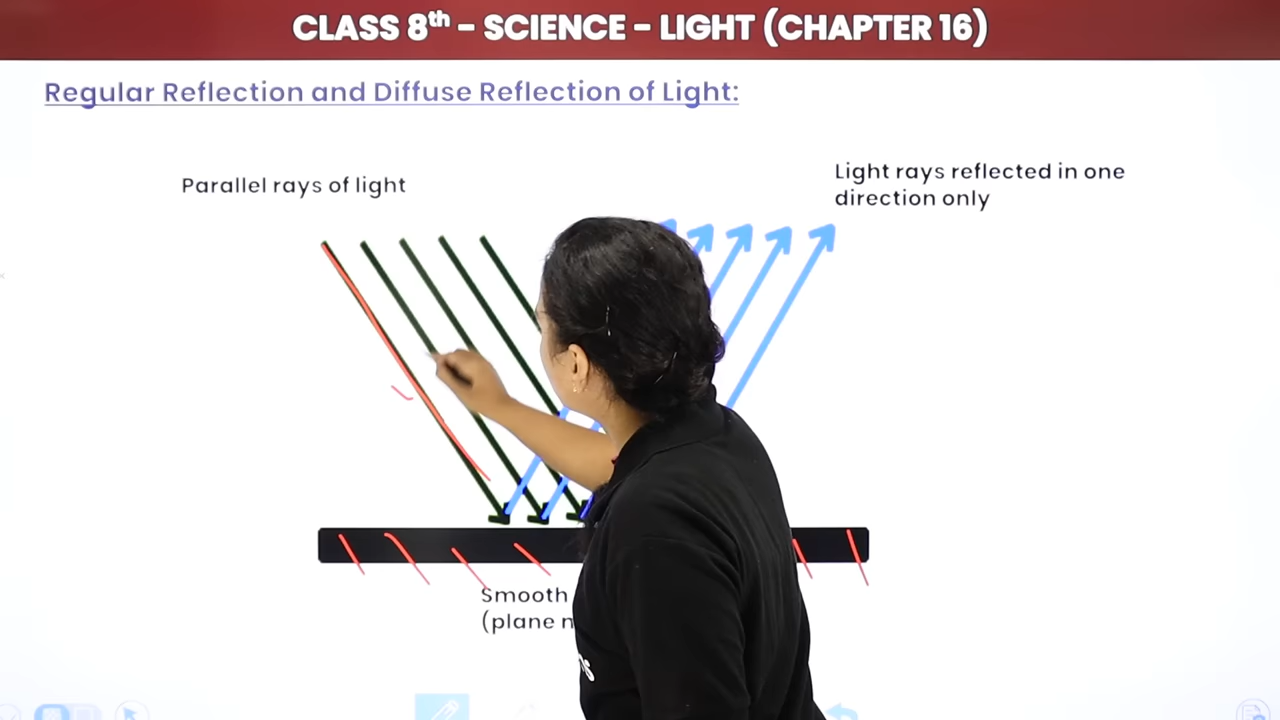 CLASS 8th - SCIENCE - LIGHT (CHAPTER 16)
Regular Reflection and Diffuse Reflection of Light:
Parallel rays of light
Light rays reflected in one
direction only
Smooth
(plane